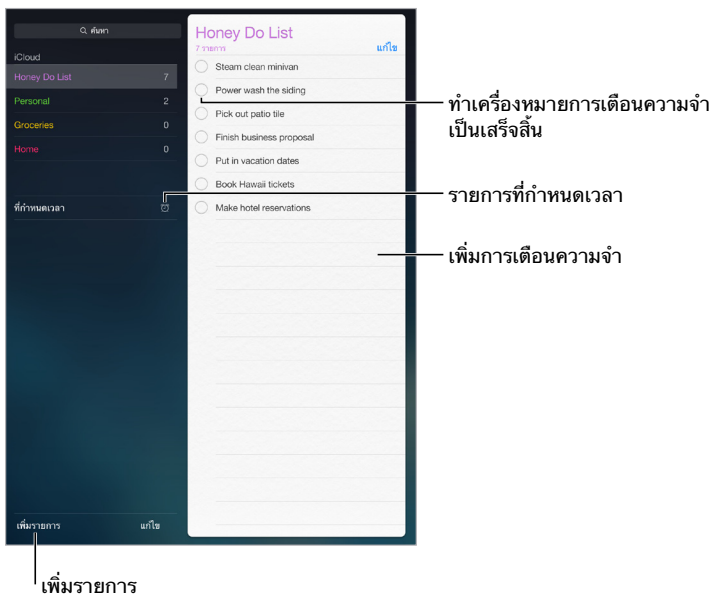 ค้นหา
iCloud
Honey Do List 7
Personal 2
Groceries 0
Home 0
ที่กำหนดเวลา
เพิ่มรายการ แก้ไข
Honey Do List
7 รายการ แก้ไข
Steam clean minivan
Power wash the siding
Pick out patio tile
Finish business proposal
Put in vacation dates
Book Hawaii tickets
Make hotel reservations
ทำเครื่องหมายการเตือนความจำ
เป็นเสร็จสิ้น
รายการที่กำหนดเวลา
เพิ่มการเตือนความจำ
เพิ่มรายการ